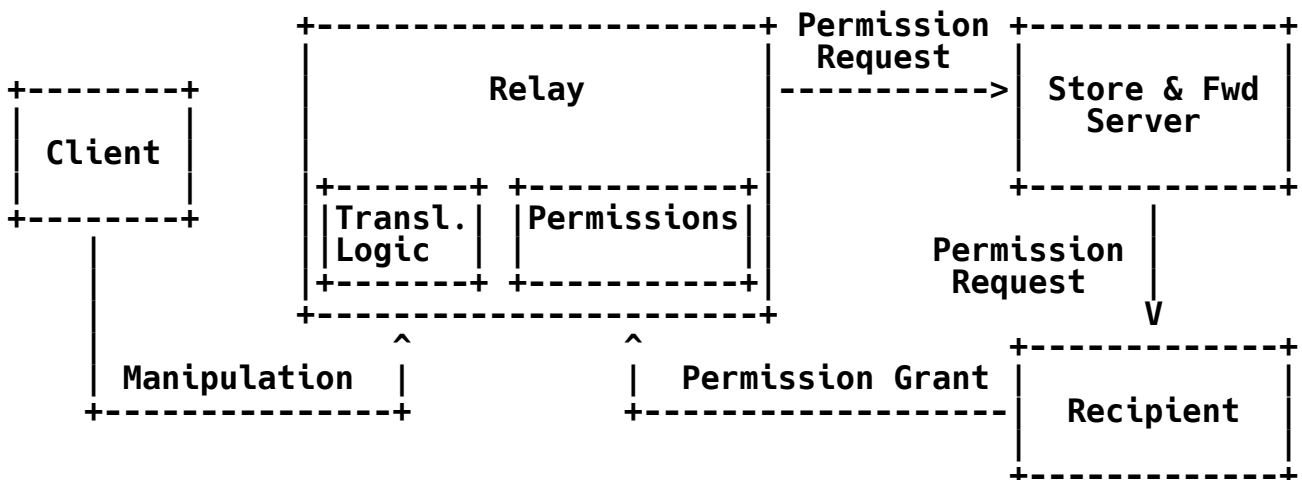 Permission
Request
Relay
Store & Fwd
Server
Client
Transl.
Logic
Permissions
Permission
Request
Manipulation
Permission Grant
Recipient